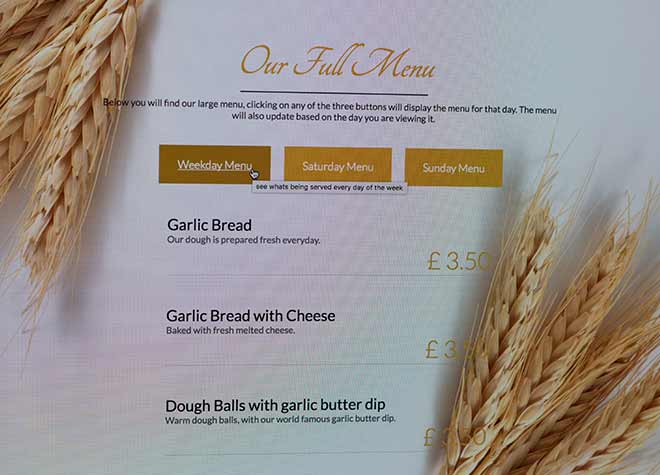 Our Full Menu
Below you will find our large menu, clicking on any of the three buttons will display the menu for that day. The menu
will also update based on the day you are viewing it.
Weekday Menu
Saturday Menu
Sunday Menu
see whats being served every day of the week
Garlic Bread
Our dough is prepared fresh everyday.
£ 3.50
Garlic Bread with Cheese
Baked with fresh melted cheese.
£ 3.50
Dough Balls with garlic butter dip
Warm dough balls, with our world famous garlic butter dip.
£ 3.50